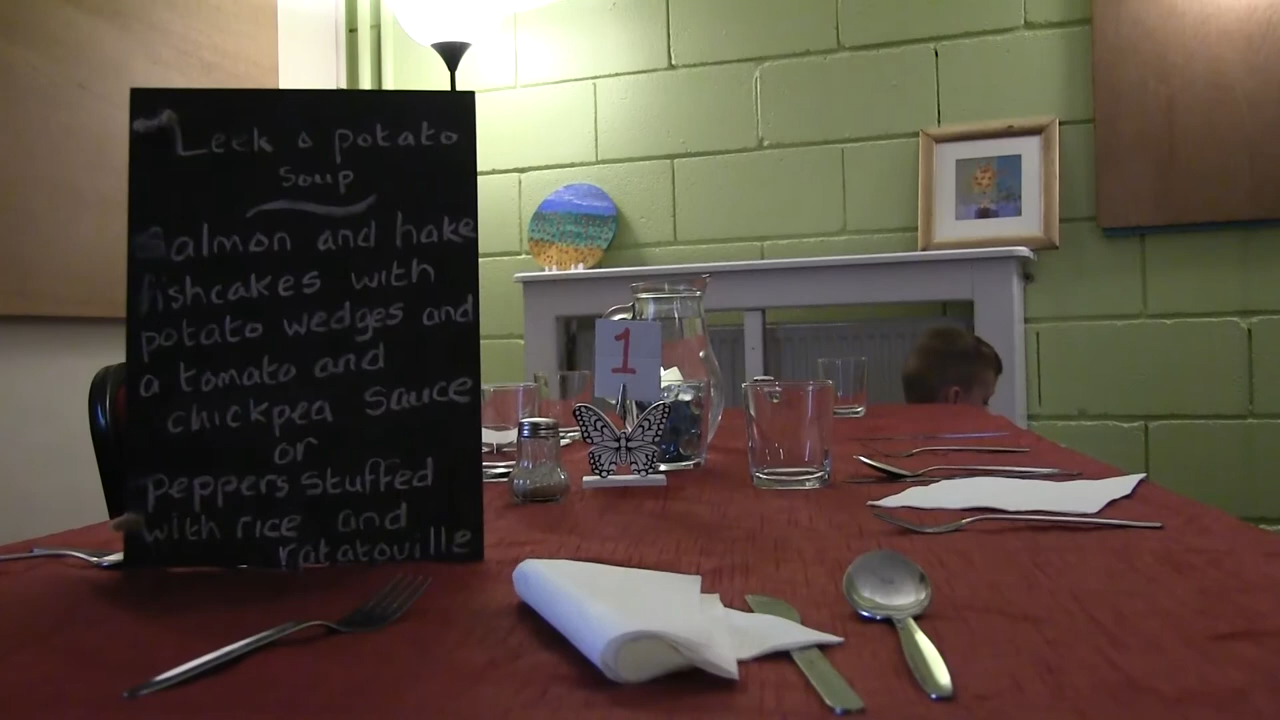 Leek & potato
Soup
Salmon and hake
fishcakes with
potato wedges and
a tomato and
chickpea Sauce
or
Peppers Stuffed
with rice and
ratatouille
1